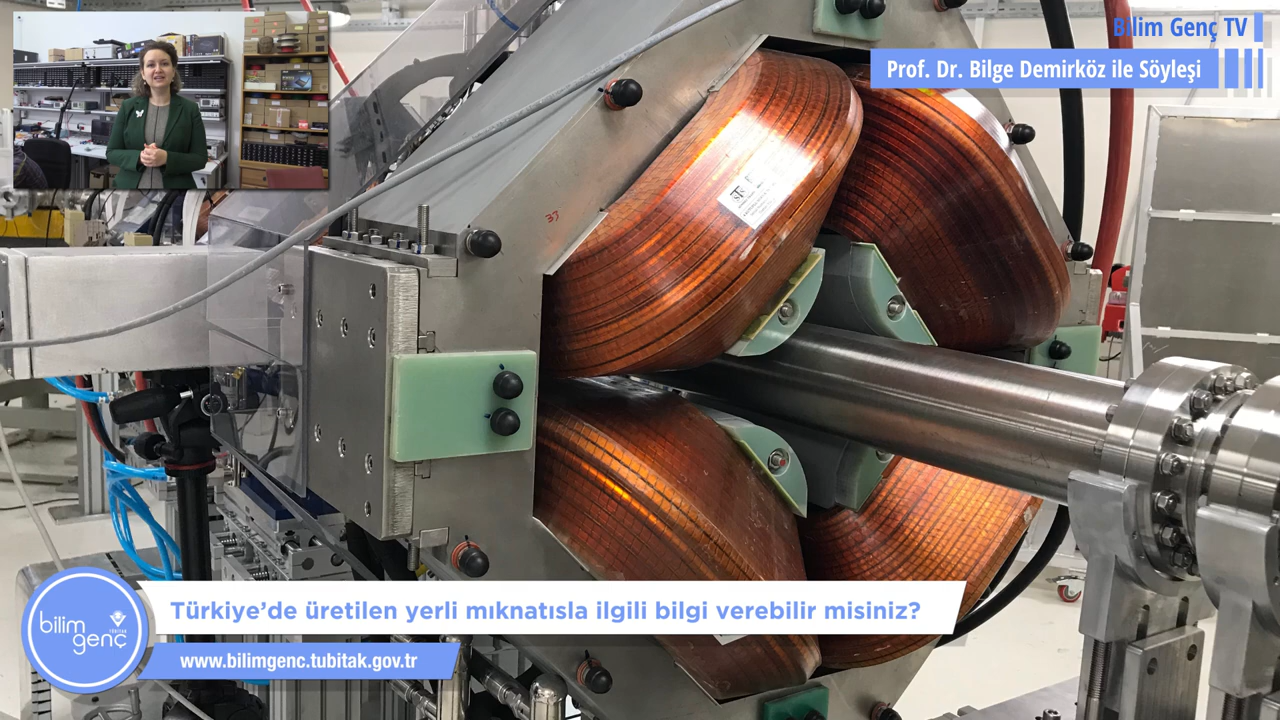 Bilim Genç TV
Prof. Dr. Bilge Demirköz ile Söyleşi
33
Türkiye'de üretilen yerli mıknatısla ilgili bilgi verebilir misiniz?
bilim
genç
TÜBİTAK
www.bilimgenc.tubitak.gov.tr